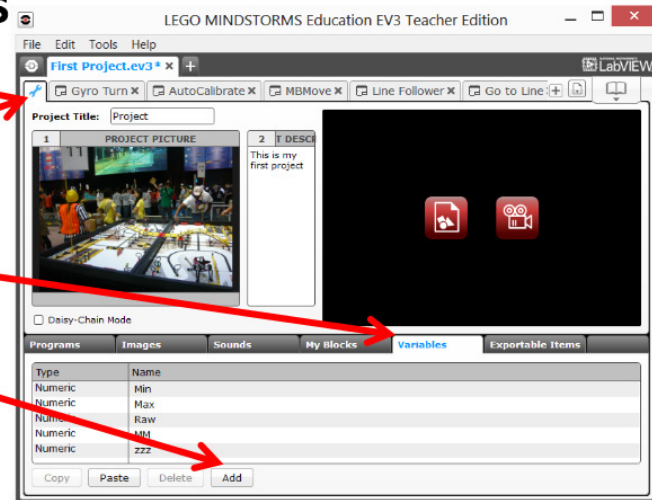 s
LEGO MINDSTORMS Education EV3 Teacher Edition
File Edit Tools Help
First Project.ev3* × +
LabVIEW
Gyro Turn × AutoCalibrate × MBMove × Line Follower × Go to Line
Project Title: Project
1 PROJECT PICTURE
2 T DESCR
This is my
first project
Daisy-Chain Mode
Programs Images Sounds My Blocks Variables Exportable Items
Type Name
Numeric Min
Numeric Max
Numeric Raw
Numeric MM
Numeric zzz
Copy Paste Delete Add